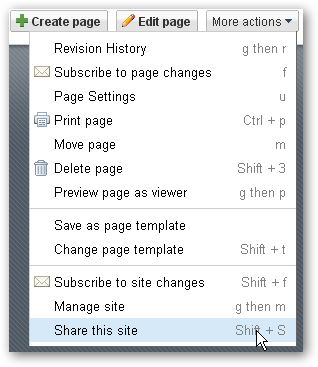 Create page Edit page More actions
Revision History g then r
Subscribe to page changes f
Page Settings u
Print page Ctrl + p
Move page m
Delete page Shift + 3
Preview page as viewer g then p
Save as page template
Change page template Shift + t
Subscribe to site changes Shift + f
Manage site g then m
Share this site Shift + S